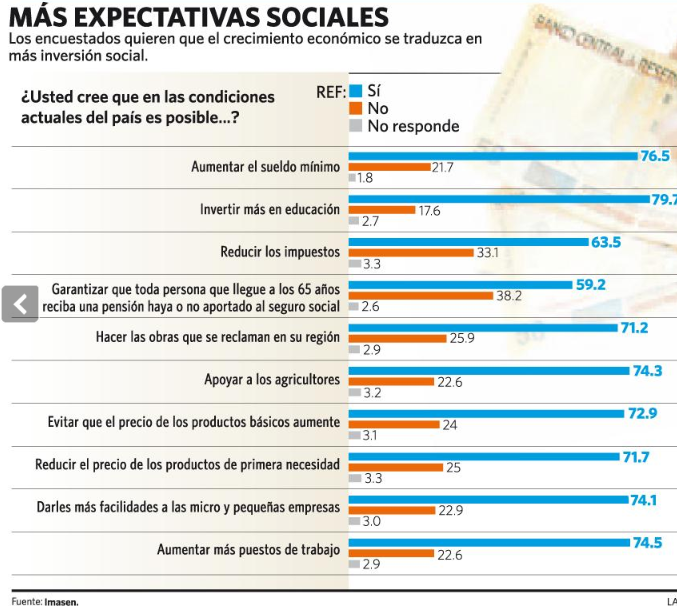 MÁS EXPECTATIVAS SOCIALES
Los encuestados quieren que el crecimiento económico se traduzca en
más inversión social.
¿Usted cree que en las condiciones
actuales del país es posible...?
REF: Sí
No
No responde
BANCO CENTRAL
Aumentar el sueldo mínimo
76.5
21.7
1.8
Invertir más en educación
79.7
17.6
2.7
Reducir los impuestos
63.5
33.1
3.3
Garantizar que toda persona que llegue a los 65 años
reciba una pensión haya o no aportado al seguro social
59.2
38.2
2.6
Hacer las obras que se reclaman en su región
71.2
25.9
2.9
Apoyar a los agricultores
74.3
22.6
3.2
Evitar que el precio de los productos básicos aumente
72.9
24
3.1
Reducir el precio de los productos de primera necesidad
71.7
25
3.3
Darles más facilidades a las micro y pequeñas empresas
74.1
22.9
3.0
Aumentar más puestos de trabajo
74.5
22.6
2.9
Fuente: Imasen.
LA